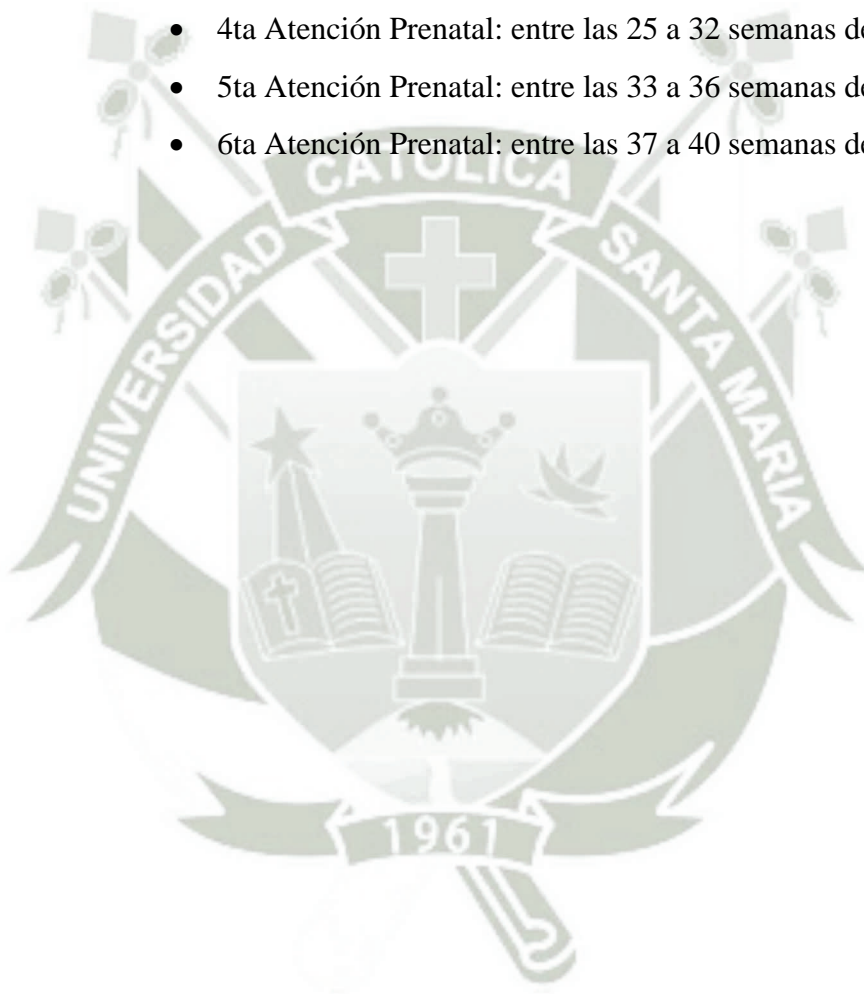 • 4ta Atención Prenatal: entre las 25 a 32 semanas de
• 5ta Atención Prenatal: entre las 33 a 36 semanas de
• 6ta Atención Prenatal: entre las 37 a 40 semanas de
UNIVERSIDAD CATOLICA SANTA MARIA
1961